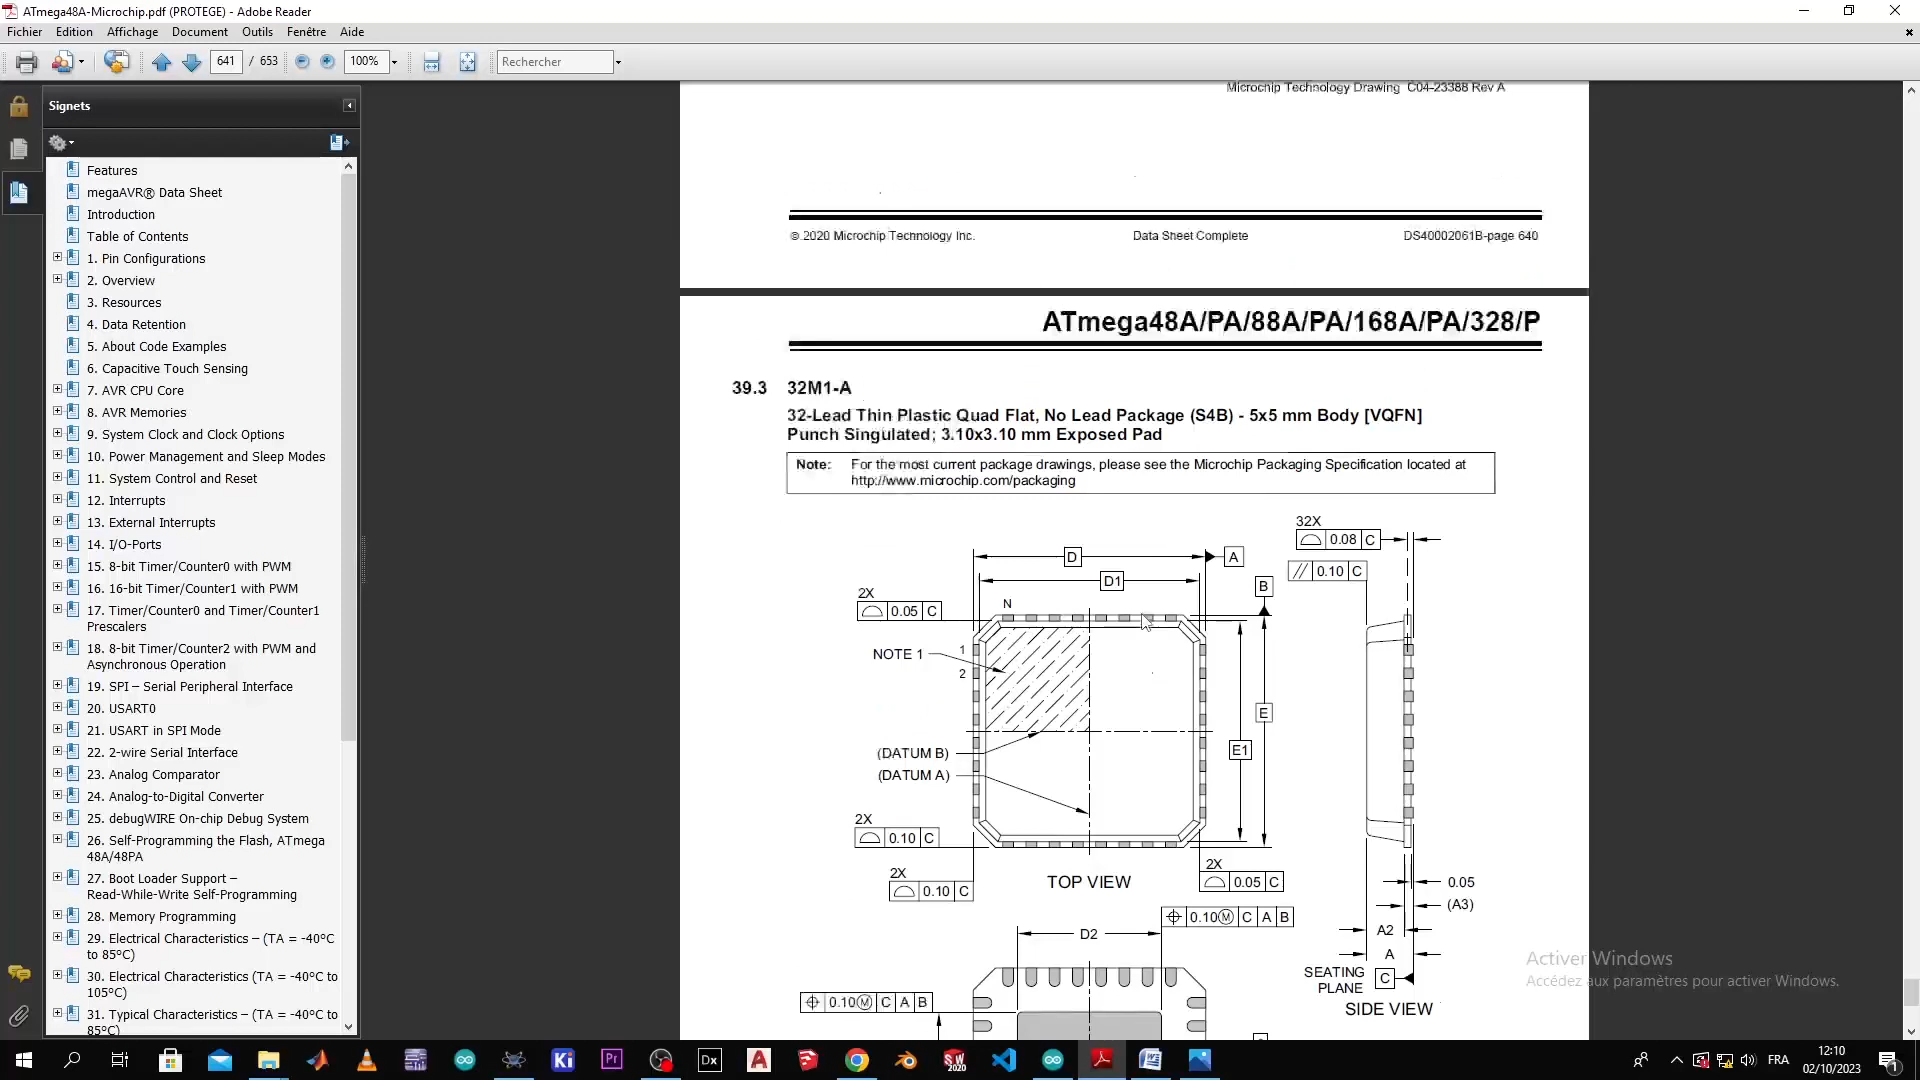 ATmega48A-Microchip.pdf (PROTEGE) - Adobe Reader
Fichier Edition Affichage Document Outils Fenêtre Aide
641 / 653 100% Rechercher
Signets
Features
megaAVR® Data Sheet
Introduction
Table of Contents
1. Pin Configurations
2. Overview
3. Resources
4. Data Retention
5. About Code Examples
6. Capacitive Touch Sensing
7. AVR CPU Core
8. AVR Memories
9. System Clock and Clock Options
10. Power Management and Sleep Modes
11. System Control and Reset
12. Interrupts
13. External Interrupts
14. I/O-Ports
15. 8-bit Timer/Counter0 with PWM
16. 16-bit Timer/Counter1 with PWM
17. Timer/Counter0 and Timer/Counter1
Prescalers
18. 8-bit Timer/Counter2 with PWM and
Asynchronous Operation
19. SPI – Serial Peripheral Interface
20. USART0
21. USART in SPI Mode
22. 2-wire Serial Interface
23. Analog Comparator
24. Analog-to-Digital Converter
25. debugWIRE On-chip Debug System
26. Self-Programming the Flash, ATmega
48A/48PA
27. Boot Loader Support –
Read-While-Write Self-Programming
28. Memory Programming
29. Electrical Characteristics – (TA = -40°C
to 85°C)
30. Electrical Characteristics (TA = -40°C to
105°C)
31. Typical Characteristics – (TA = -40°C to
85°C)
Microchip Technology Drawing C04-23388 Rev A
© 2020 Microchip Technology Inc. Data Sheet Complete DS40002061B-page 640
ATmega48A/PA/88A/PA/168A/PA/328/P
39.3 32M1-A
32-Lead Thin Plastic Quad Flat, No Lead Package (S4B) - 5x5 mm Body [VQFN]
Punch Singulated; 3.10x3.10 mm Exposed Pad
Note: For the most current package drawings, please see the Microchip Packaging Specification located at
http://www.microchip.com/packaging
32X
0.08 C
D A
// 0.10 C
D1
B
2X
0.05 C
N
NOTE 1
1
2
E
E1
(DATUM B)
(DATUM A)
2X
0.10 C
2X
0.10 C
2X
0.05 C
TOP VIEW
0.05
(A3)
0.10 Ⓜ C A B
A2
D2
A
SEATING
PLANE
C
SIDE VIEW
0.10 Ⓜ C A B
Activer Windows
Accédez aux paramètres pour activer Windows.
Ki Pr Dx A SW 2020
FRA
12:10
02/10/2023
1